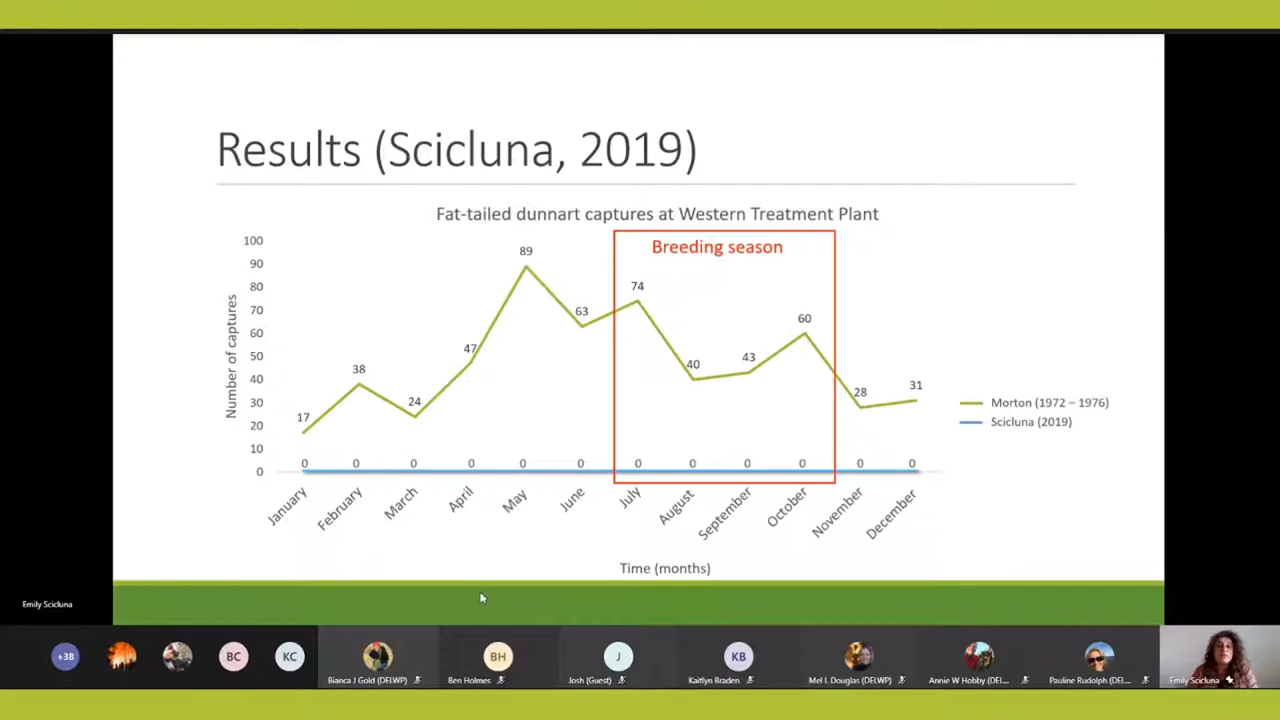 Results (Scicluna, 2019)
Fat-tailed dunnart captures at Western Treatment Plant
Breeding season
Number of captures
100
90
80
70
60
50
40
30
20
10
0
17
38
24
47
89
63
74
40
43
60
28
31
0 0 0 0 0 0 0 0 0 0 0 0
January
February
March
April
May
June
July
August
September
October
November
December
Time (months)
Morton (1972 – 1976)
Scicluna (2019)
Emily Scicluna
+38
BC
KC
Bianca J Gold (DELWP)
BH
Ben Holmes
J
Josh (Guest)
KB
Kaitlyn Braden
Mel I. Douglas (DELWP)
Annie W Hobby (DEL...
Pauline Rudolph (DEL...
Emily Scicluna